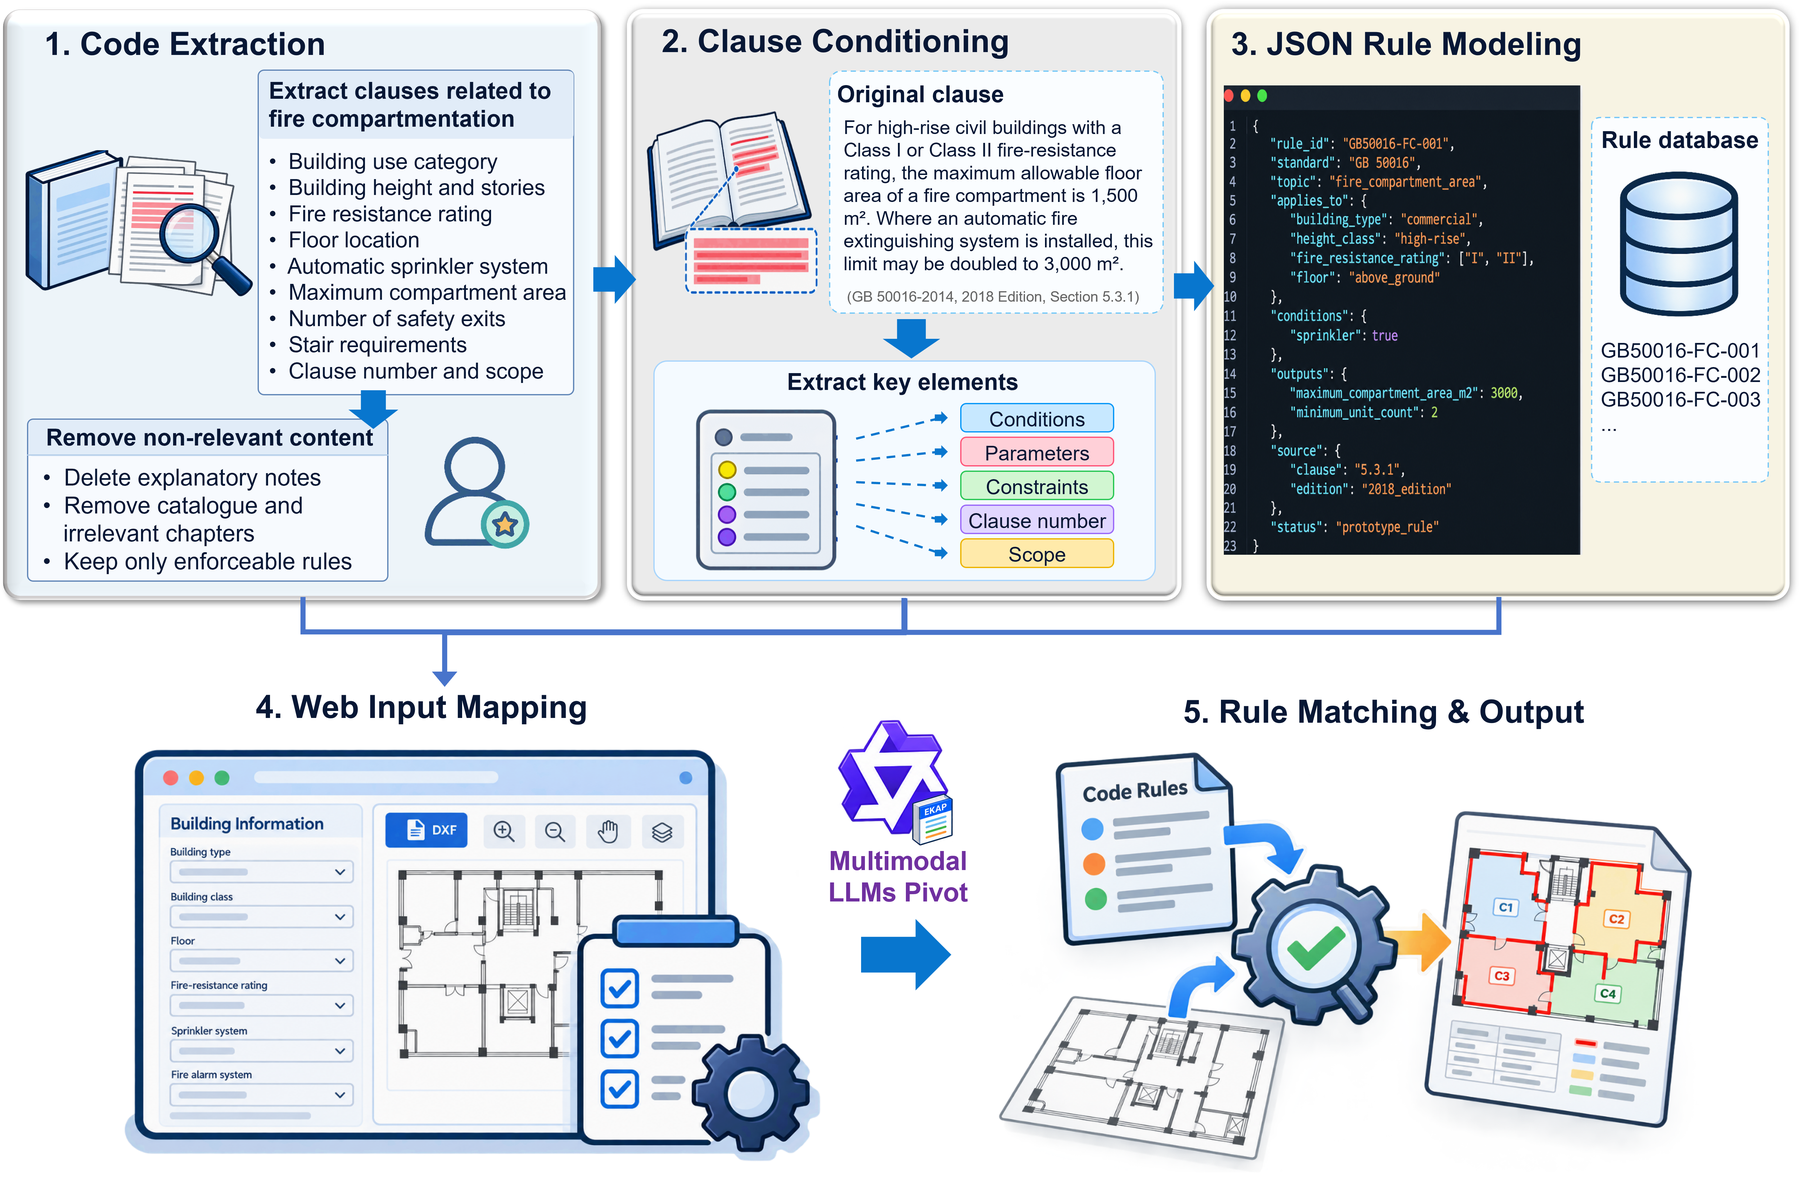 1. Code Extraction
Extract clauses related to
fire compartmentation
• Building use category
• Building height and stories
• Fire resistance rating
• Floor location
• Automatic sprinkler system
• Maximum compartment area
• Number of safety exits
• Stair requirements
• Clause number and scope
Remove non-relevant content
• Delete explanatory notes
• Remove catalogue and
irrelevant chapters
• Keep only enforceable rules
2. Clause Conditioning
Original clause
For high-rise civil buildings with a
Class I or Class II fire-resistance
rating, the maximum allowable floor
area of a fire compartment is 1,500
m². Where an automatic fire
extinguishing system is installed, this
limit may be doubled to 3,000 m².
(GB 50016-2014, 2018 Edition, Section 5.3.1)
Extract key elements
Conditions
Parameters
Constraints
Clause number
Scope
3. JSON Rule Modeling
1 {
2 "rule_id": "GB50016-FC-001",
3 "standard": "GB 50016",
4 "topic": "fire_compartment_area",
5 "applies_to": {
6 "building_type": "commercial",
7 "height_class": "high-rise",
8 "fire_resistance_rating": ["I", "II"],
9 "floor": "above_ground"
10 },
11 "conditions": {
12 "sprinkler": true
13 },
14 "outputs": {
15 "maximum_compartment_area_m2": 3000,
16 "minimum_unit_count": 2
17 },
18 "source": {
19 "clause": "5.3.1",
20 "edition": "2018_edition"
21 },
22 "status": "prototype_rule"
23 }
Rule database
GB50016-FC-001
GB50016-FC-002
GB50016-FC-003
...
4. Web Input Mapping
Building Information
Building type
Building class
Floor
Fire-resistance rating
Sprinkler system
Fire alarm system
DXF
EKAP
Multimodal
LLMs Pivot
5. Rule Matching & Output
Code Rules
C1
C2
C3
C4